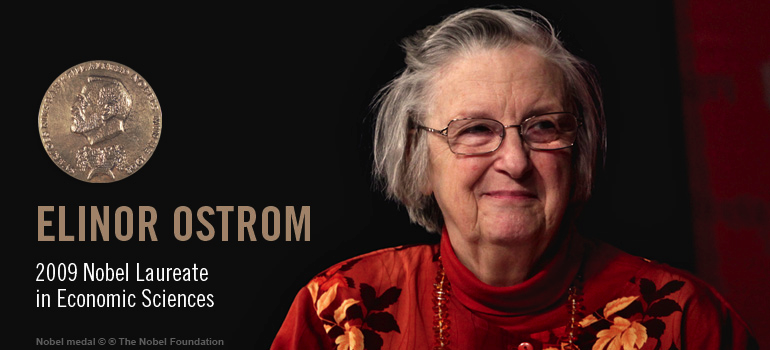 ELINOR OSTROM
2009 Nobel Laureate
in Economic Sciences
Nobel medal © ® The Nobel Foundation